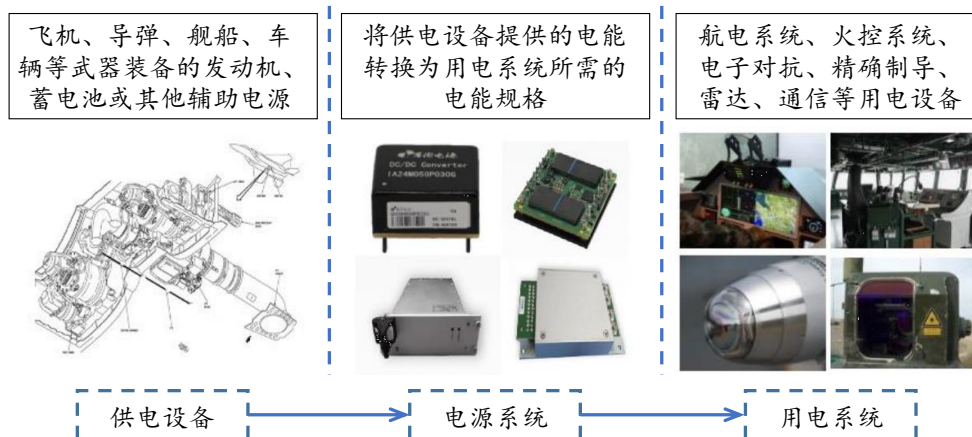 飞机、导弹、舰船、车
辆等武器装备的发动机、
蓄电池或其他辅助电源
将供电设备提供的电能
转换为用电系统所需的
电能规格
航电系统、火控系统、
电子对抗、精确制导、
雷达、通信等用电设备
DC/DC Converter
IA24M050P030G
供电设备
电源系统
用电系统